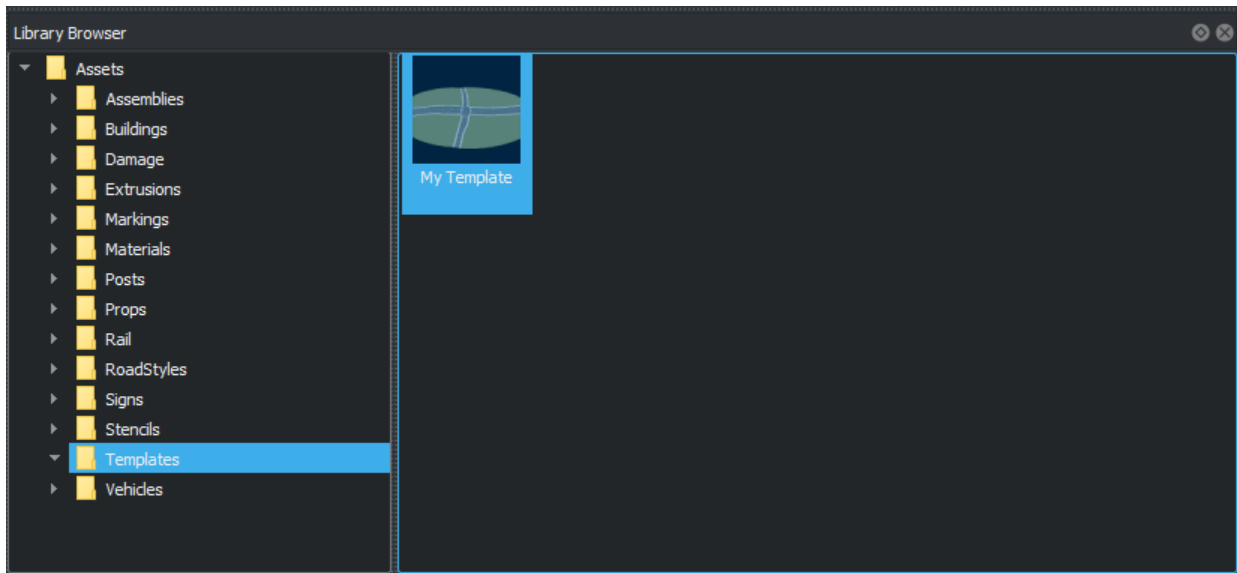 Library Browser
Assets
Assemblies
Buildings
Damage
Extrusions
Markings
Materials
Posts
Props
Rail
RoadStyles
Signs
Stencils
Templates
Vehicles
My Template